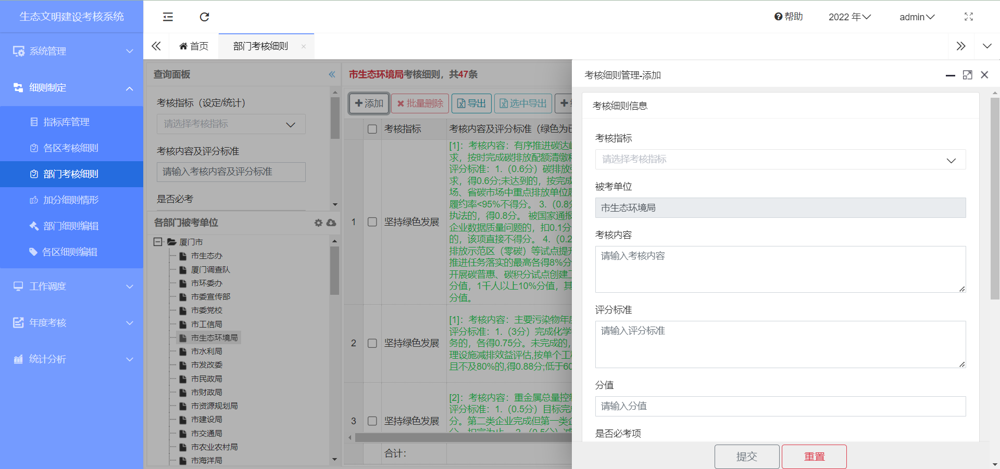 生态文明建设考核系统
帮助
2022 年
admin
系统管理
细则制定
指标库管理
各区考核细则
部门考核细则
加分细则情形
部门细则编辑
各区细则编辑
工作调度
年度考核
统计分析
首页
部门考核细则
查询面板
考核指标（设定/统计）
请选择考核指标
考核内容及评分标准
请输入考核内容及评分标准
是否必考
各部门被考单位
厦门市
市生态办
厦门调查队
市环委办
市委宣传部
市委党校
市工信局
市生态环境局
市水利局
市发改委
市民政局
市财政局
市资源规划局
市建设局
市交通局
市农业农村局
市海洋局
市生态环境局考核细则，共47条
添加
批量删除
导出
选中导出
考核指标
考核内容及评分标准（绿色为已
1
坚持绿色发展
[1]：考核内容：有序推进碳达峰
求，按时完成碳排放配额清缴和
评分标准：1.（0.6分）碳排放强
求，得0.6分;未达到的，按完成
场、省碳市场中重点排放单位履
履约率<95%不得分。 3.（0.8分
执法的，得0.8分。 被国家通报
企业数据质量问题的，扣0.1分
的，该项直接不得分。 4.（0.2
排放示范区（零碳）等试点提升
推进任务落实的最高各得8%分
开展碳普惠、碳积分试点创建工
分值，1千人以上10%分值，其
分值。
2
坚持绿色发展
[1]：考核内容：主要污染物年度
评分标准：1.（3分）完成化学
务的，各得0.75分。未完成的，
理设施减排效益评估,按单个工程
且不及80%的,得0.88分;低于60
3
坚持绿色发展
[2]：考核内容：重金属总量控制
评分标准：1.（0.5分）目标完成
分。第二类企业完成但第一类企
合计：
考核细则管理-添加
考核细则信息
考核指标
请选择考核指标
被考单位
市生态环境局
考核内容
请输入考核内容
评分标准
请输入评分标准
分值
请输入分值
是否必考项
提交
重置